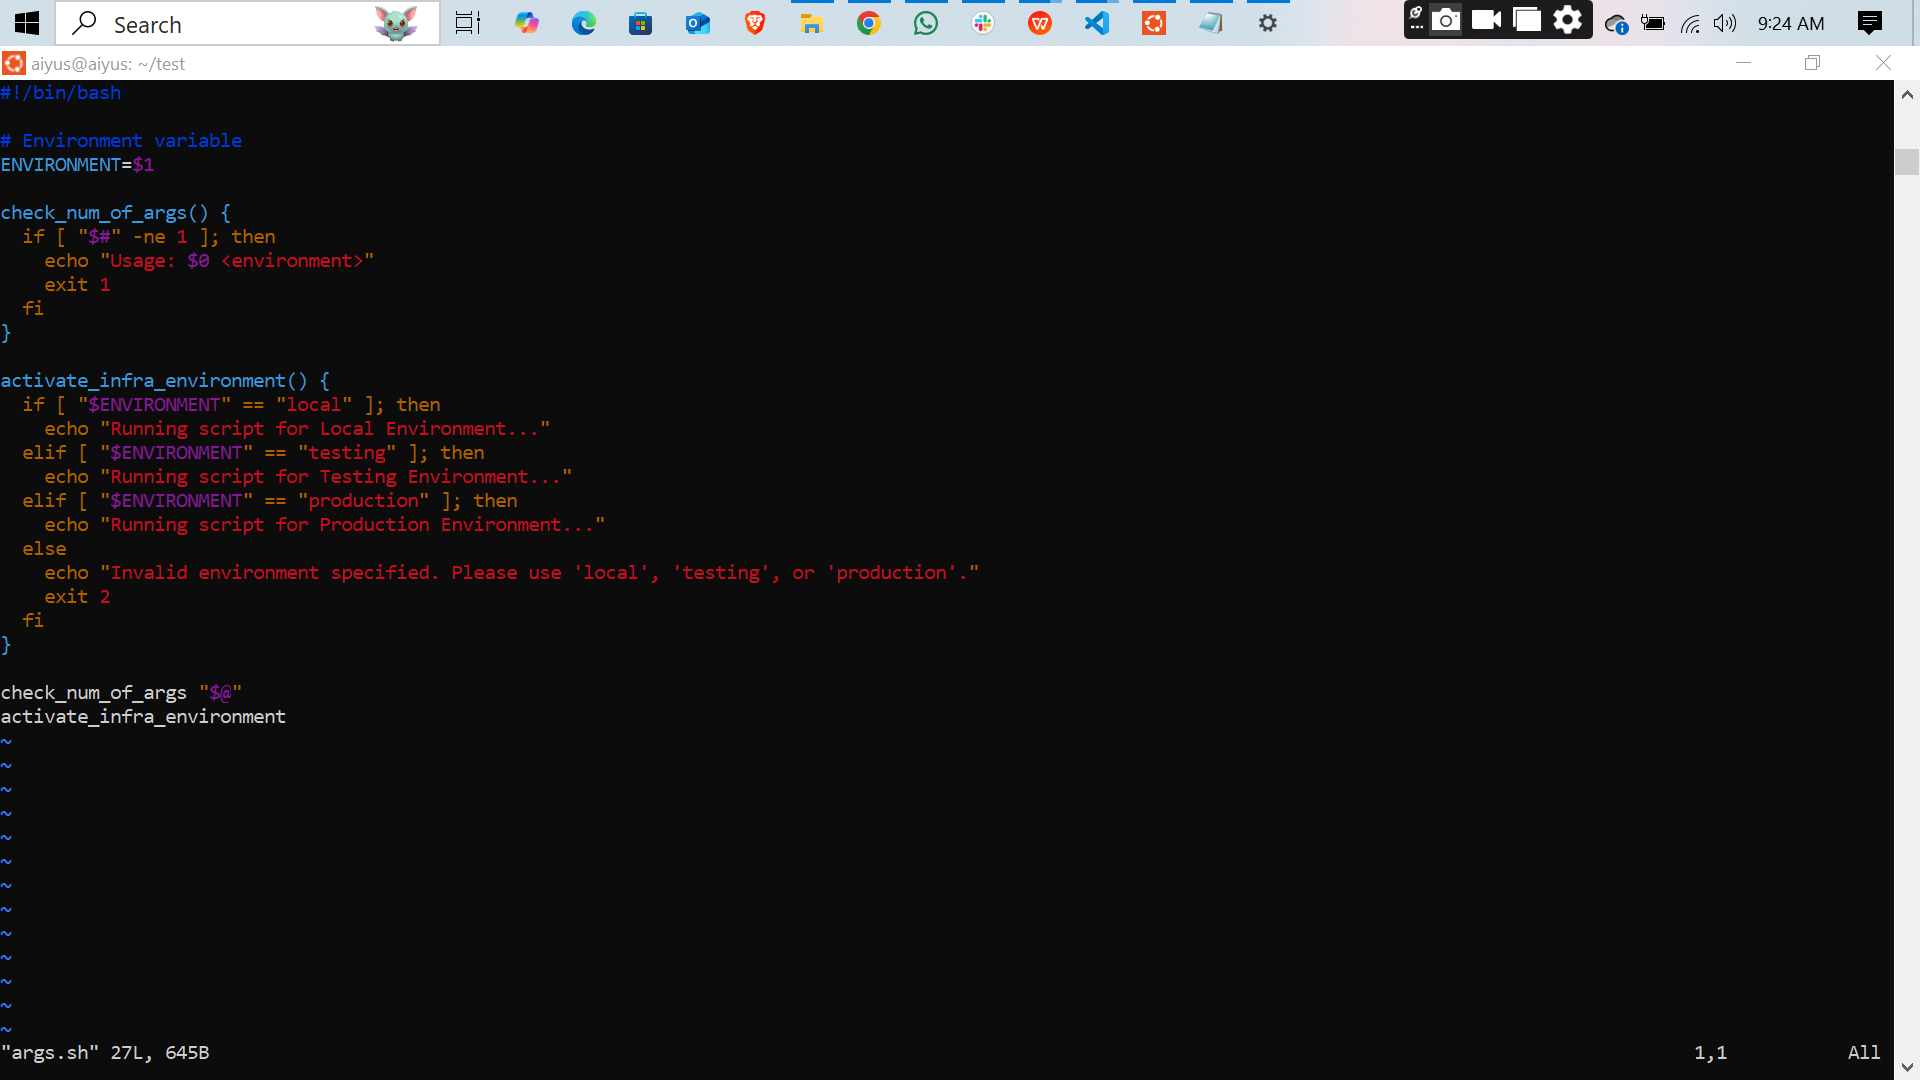 Search
9:24 AM
aiyus@aiyus: ~/test
#!/bin/bash

# Environment variable
ENVIRONMENT=$1

check_num_of_args() {
  if [ "$#" -ne 1 ]; then
    echo "Usage: $0 <environment>"
    exit 1
  fi
}

activate_infra_environment() {
  if [ "$ENVIRONMENT" == "local" ]; then
    echo "Running script for Local Environment..."
  elif [ "$ENVIRONMENT" == "testing" ]; then
    echo "Running script for Testing Environment..."
  elif [ "$ENVIRONMENT" == "production" ]; then
    echo "Running script for Production Environment..."
  else
    echo "Invalid environment specified. Please use 'local', 'testing', or 'production'."
    exit 2
  fi
}

check_num_of_args "$@"
activate_infra_environment
~
~
~
~
~
~
~
~
~
~
~
~
~
"args.sh" 27L, 645B 1,1 All